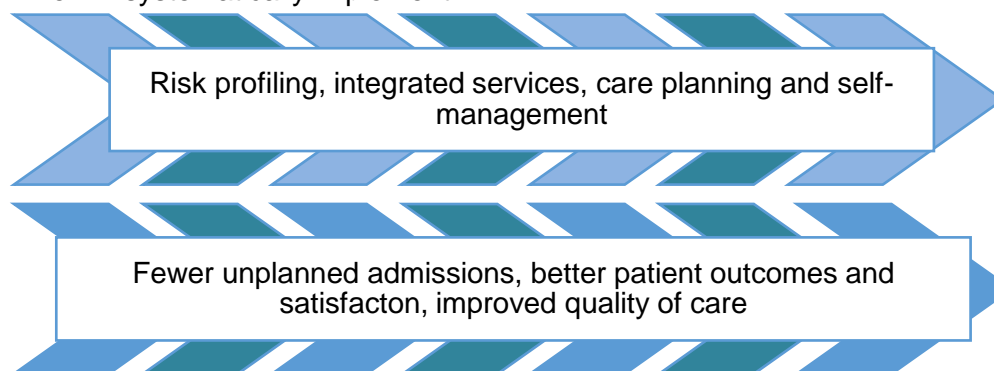 Risk profiling, integrated services, care planning and self-
management
Fewer unplanned admissions, better patient outcomes and
satisfacton, improved quality of care